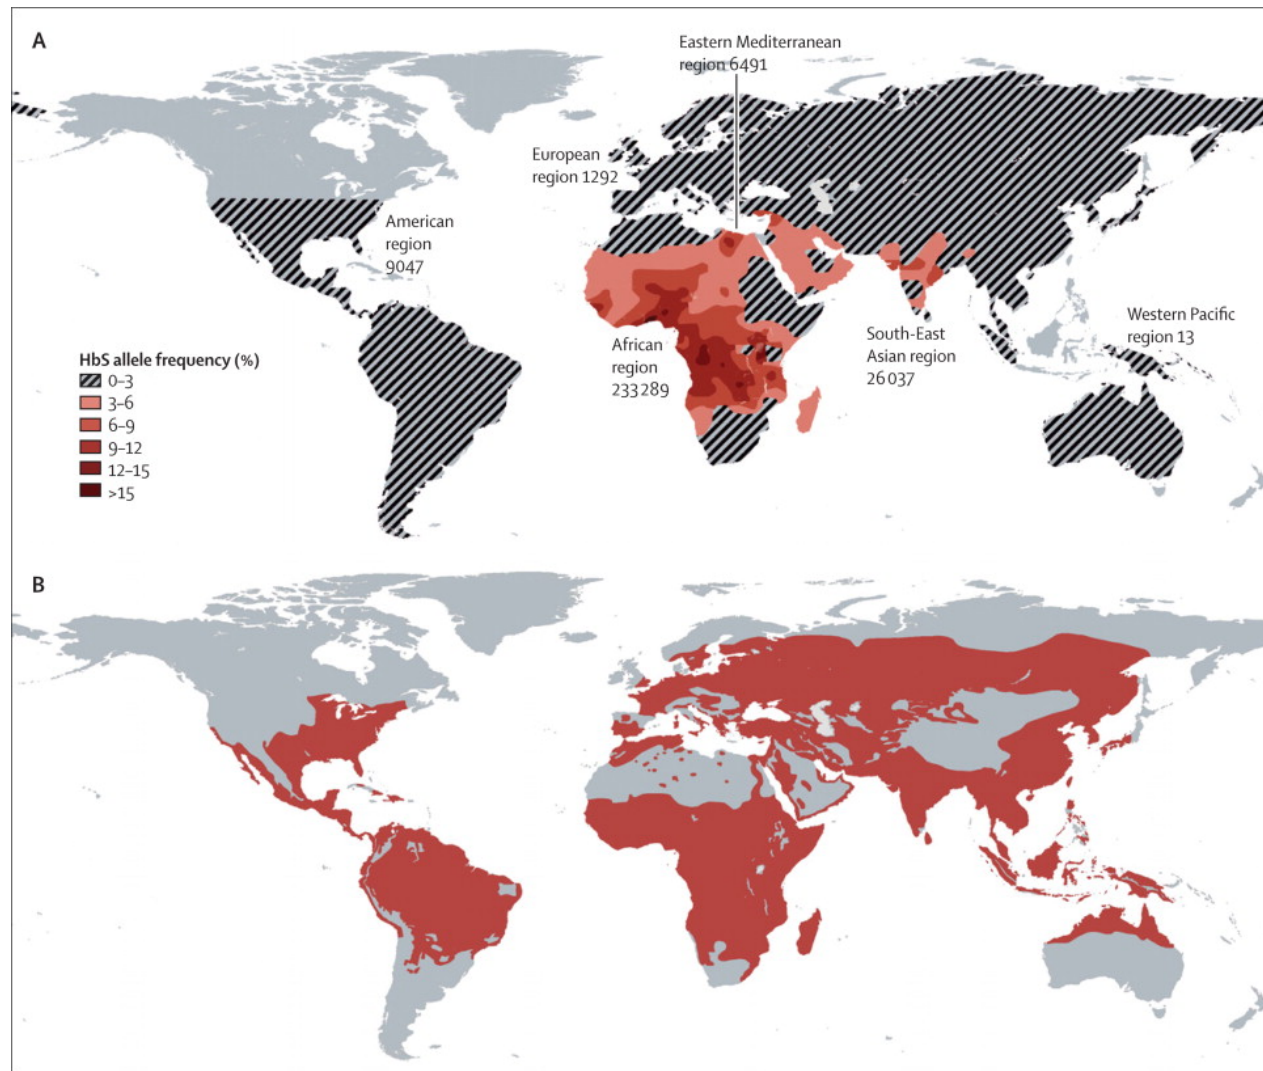 A
Eastern Mediterranean
region 6491
European
region 1292
American
region
9047
African
region
233 289
South-East
Asian region
26 037
Western Pacific
region 13
HbS allele frequency (%)
0–3
3–6
6–9
9–12
12–15
>15
B